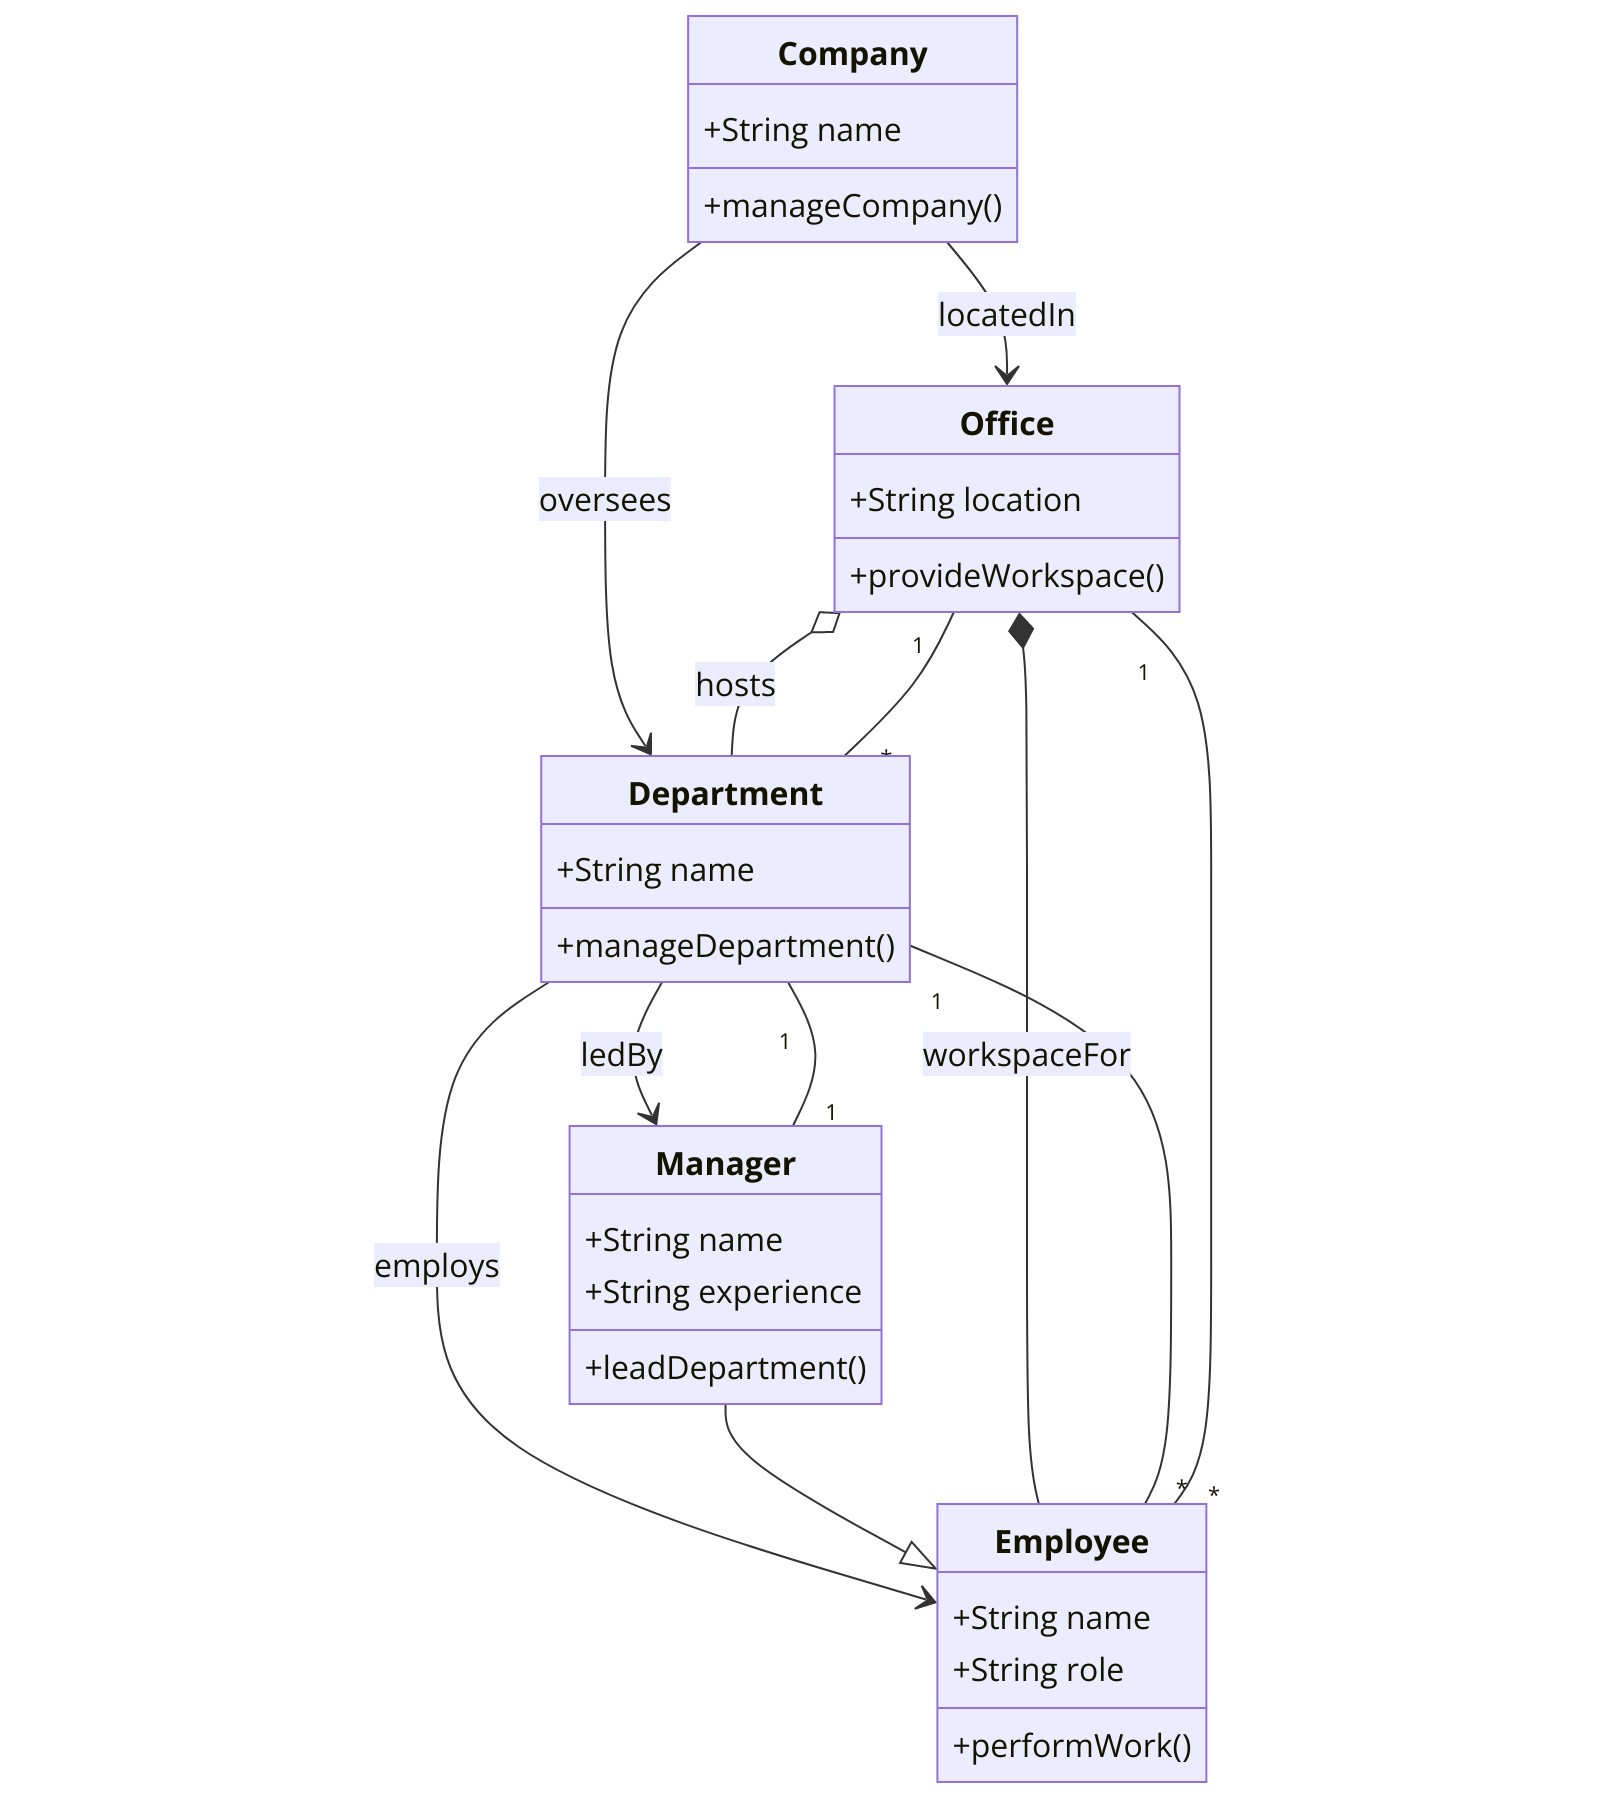 Company
+String name
+manageCompany()
locatedIn
Office
+String location
+provideWorkspace()
oversees
1
1
hosts
*
Department
+String name
+manageDepartment()
1
1
ledBy
workspaceFor
1
Manager
+String name
+String experience
+leadDepartment()
employs
*
*
Employee
+String name
+String role
+performWork()